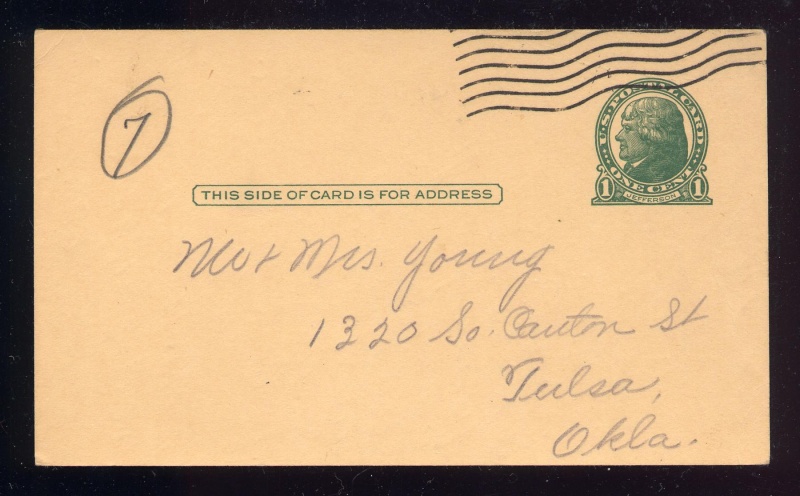 7
U.S. POSTAL CARD
ONE CENT
1 1
JEFFERSON
THIS SIDE OF CARD IS FOR ADDRESS
Mr + Mrs. Young
1320 So. Canton St
Tulsa,
Okla.